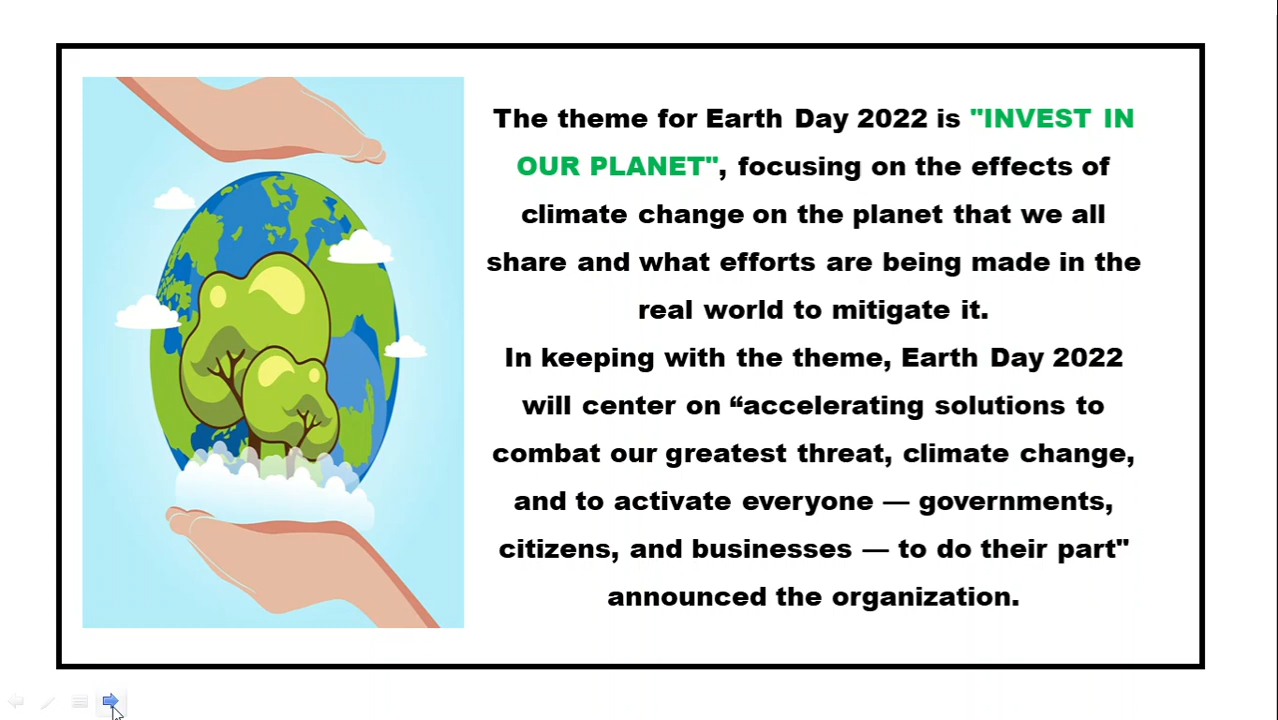 The theme for Earth Day 2022 is "INVEST IN
OUR PLANET", focusing on the effects of
climate change on the planet that we all
share and what efforts are being made in the
real world to mitigate it.
In keeping with the theme, Earth Day 2022
will center on “accelerating solutions to
combat our greatest threat, climate change,
and to activate everyone — governments,
citizens, and businesses — to do their part"
announced the organization.